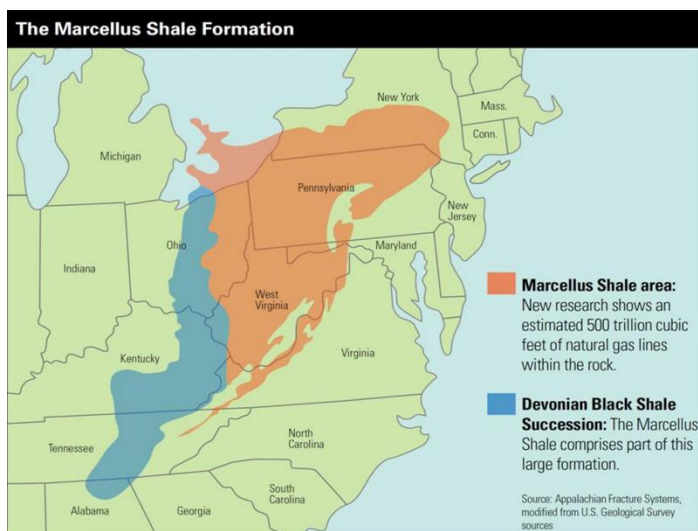 The Marcellus Shale Formation
New York
Mass.
Conn.
Michigan
Pennsylvania
New
Jersey
Ohio
Maryland
Indiana
West
Virginia
Kentucky
Virginia
North
Carolina
Tennessee
South
Carolina
Alabama
Georgia
Marcellus Shale area:
New research shows an
estimated 500 trillion cubic
feet of natural gas lines
within the rock.
Devonian Black Shale
Succession: The Marcellus
Shale comprises part of this
large formation.
Source: Appalachian Fracture Systems,
modified from U.S. Geological Survey
sources